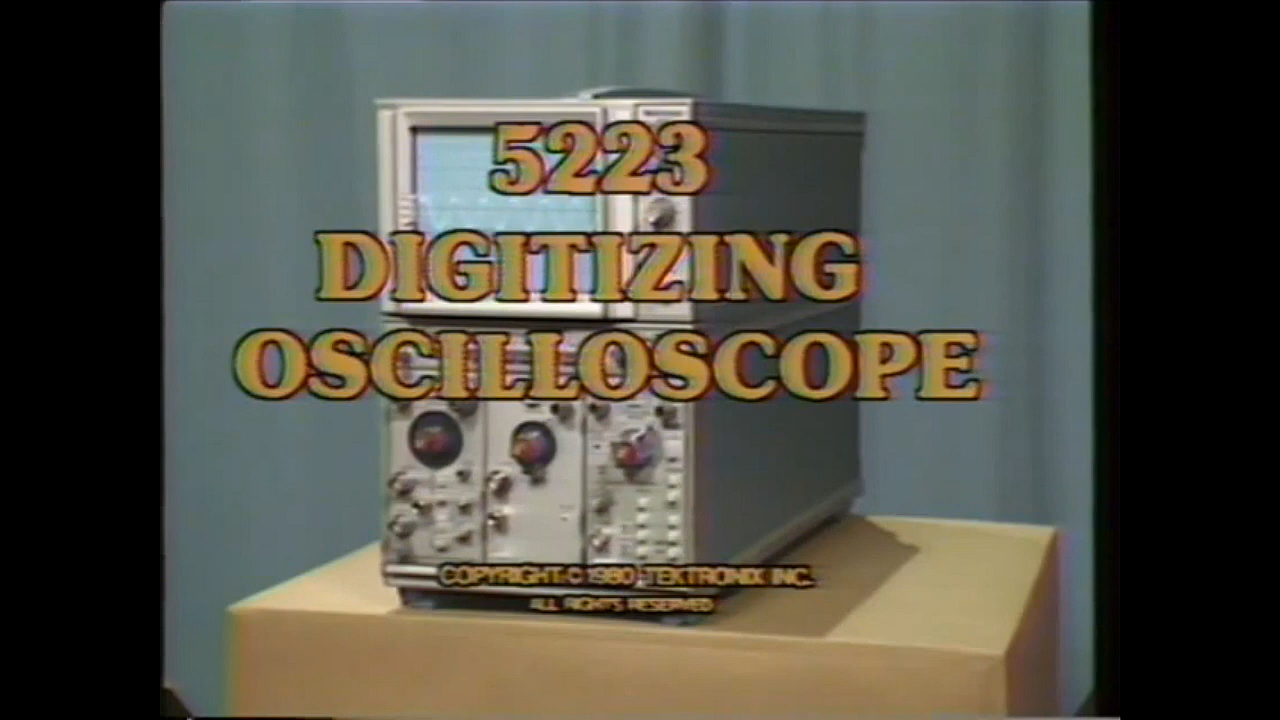 5223
DIGITIZING
OSCILLOSCOPE
COPYRIGHT © 1980 TEKTRONIX INC.
ALL RIGHTS RESERVED